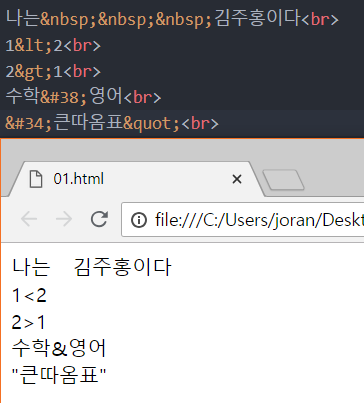 나는&nbsp;&nbsp;&nbsp;김주홍이다<br>
1&lt;2<br>
2&gt;1<br>
수학&#38;영어<br>
&#34;큰따옴표&quot;<br>
01.html
file:///C:/Users/joran/Deskt
나는   김주홍이다
1<2
2>1
수학&영어
"큰따옴표"